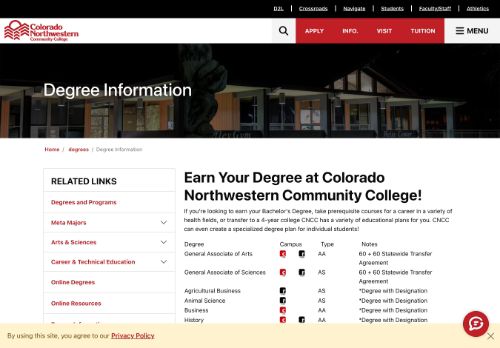 D2L Crossroads Navigate Students Faculty/Staff Athletics
Colorado
Northwestern
Community College
APPLY INFO. VISIT TUITION MENU
Degree Information
Home / degrees / Degree Information
RELATED LINKS
Degrees and Programs
Meta Majors
Arts & Sciences
Career & Technical Education
Online Degrees
Online Resources
Earn Your Degree at Colorado
Northwestern Community College!
If you're looking to earn your Bachelor's Degree, take prerequisite courses for a career in a variety of
health fields, or transfer to a 4-year college CNCC has a variety of educational plans for you. CNCC
can even create a specialized degree plan for individual students!
Degree Campus Type Notes
General Associate of Arts AA 60 + 60 Statewide Transfer
Agreement
General Associate of Sciences AS 60 + 60 Statewide Transfer
Agreement
Agricultural Business AS *Degree with Designation
Animal Science AS *Degree with Designation
Business AA *Degree with Designation
History AA *Degree with Designation
By using this site, you agree to our Privacy Policy